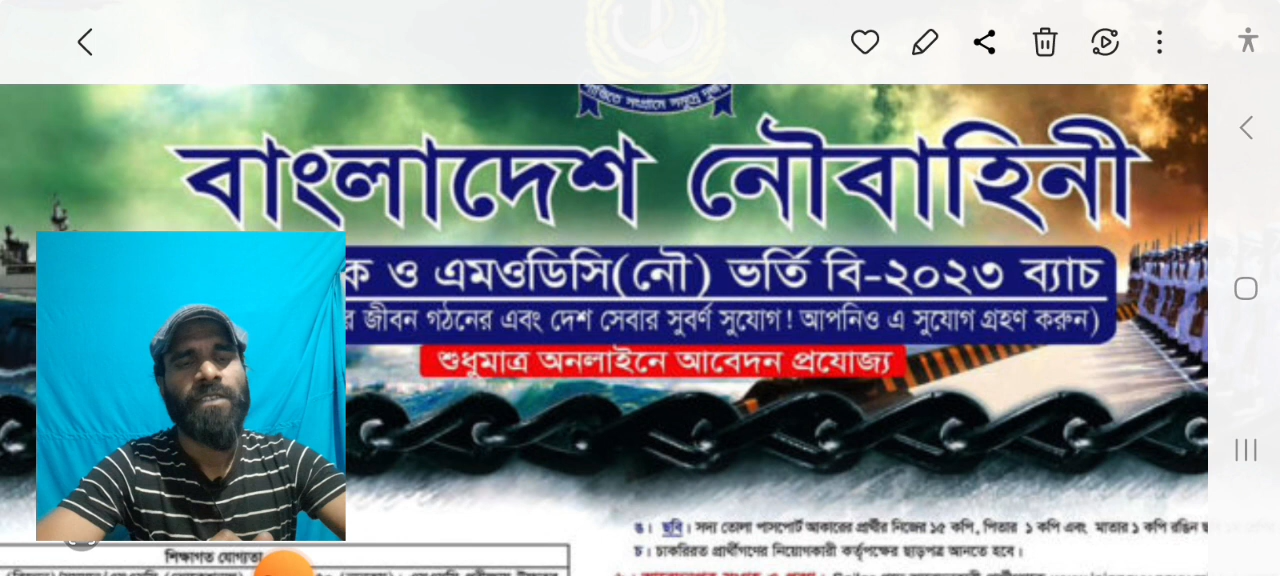 সংগ্রামে সমুদ্রে
বাংলাদেশ নৌবাহিনী
ক ও এমওডিসি(নৌ) ভর্তি বি-২০২৩ ব্যাচ
র জীবন গঠনের এবং দেশ সেবার সুবর্ণ সুযোগ! আপনিও এ সুযোগ গ্রহণ করুন)
শুধুমাত্র অনলাইনে আবেদন প্রযোজ্য
ঙ। ছবি। সদ্য তোলা পাসপোর্ট আকারের প্রার্থীর নিজের ১৫ কপি, পিতার ১ কপি এবং মাতার ১ কপি রঙিন
চ। চাকরিরত প্রার্থীগণের নিয়োগকারী কর্তৃপক্ষের ছাড়পত্র আনতে হবে।
শিক্ষাগত যোগ্যতা